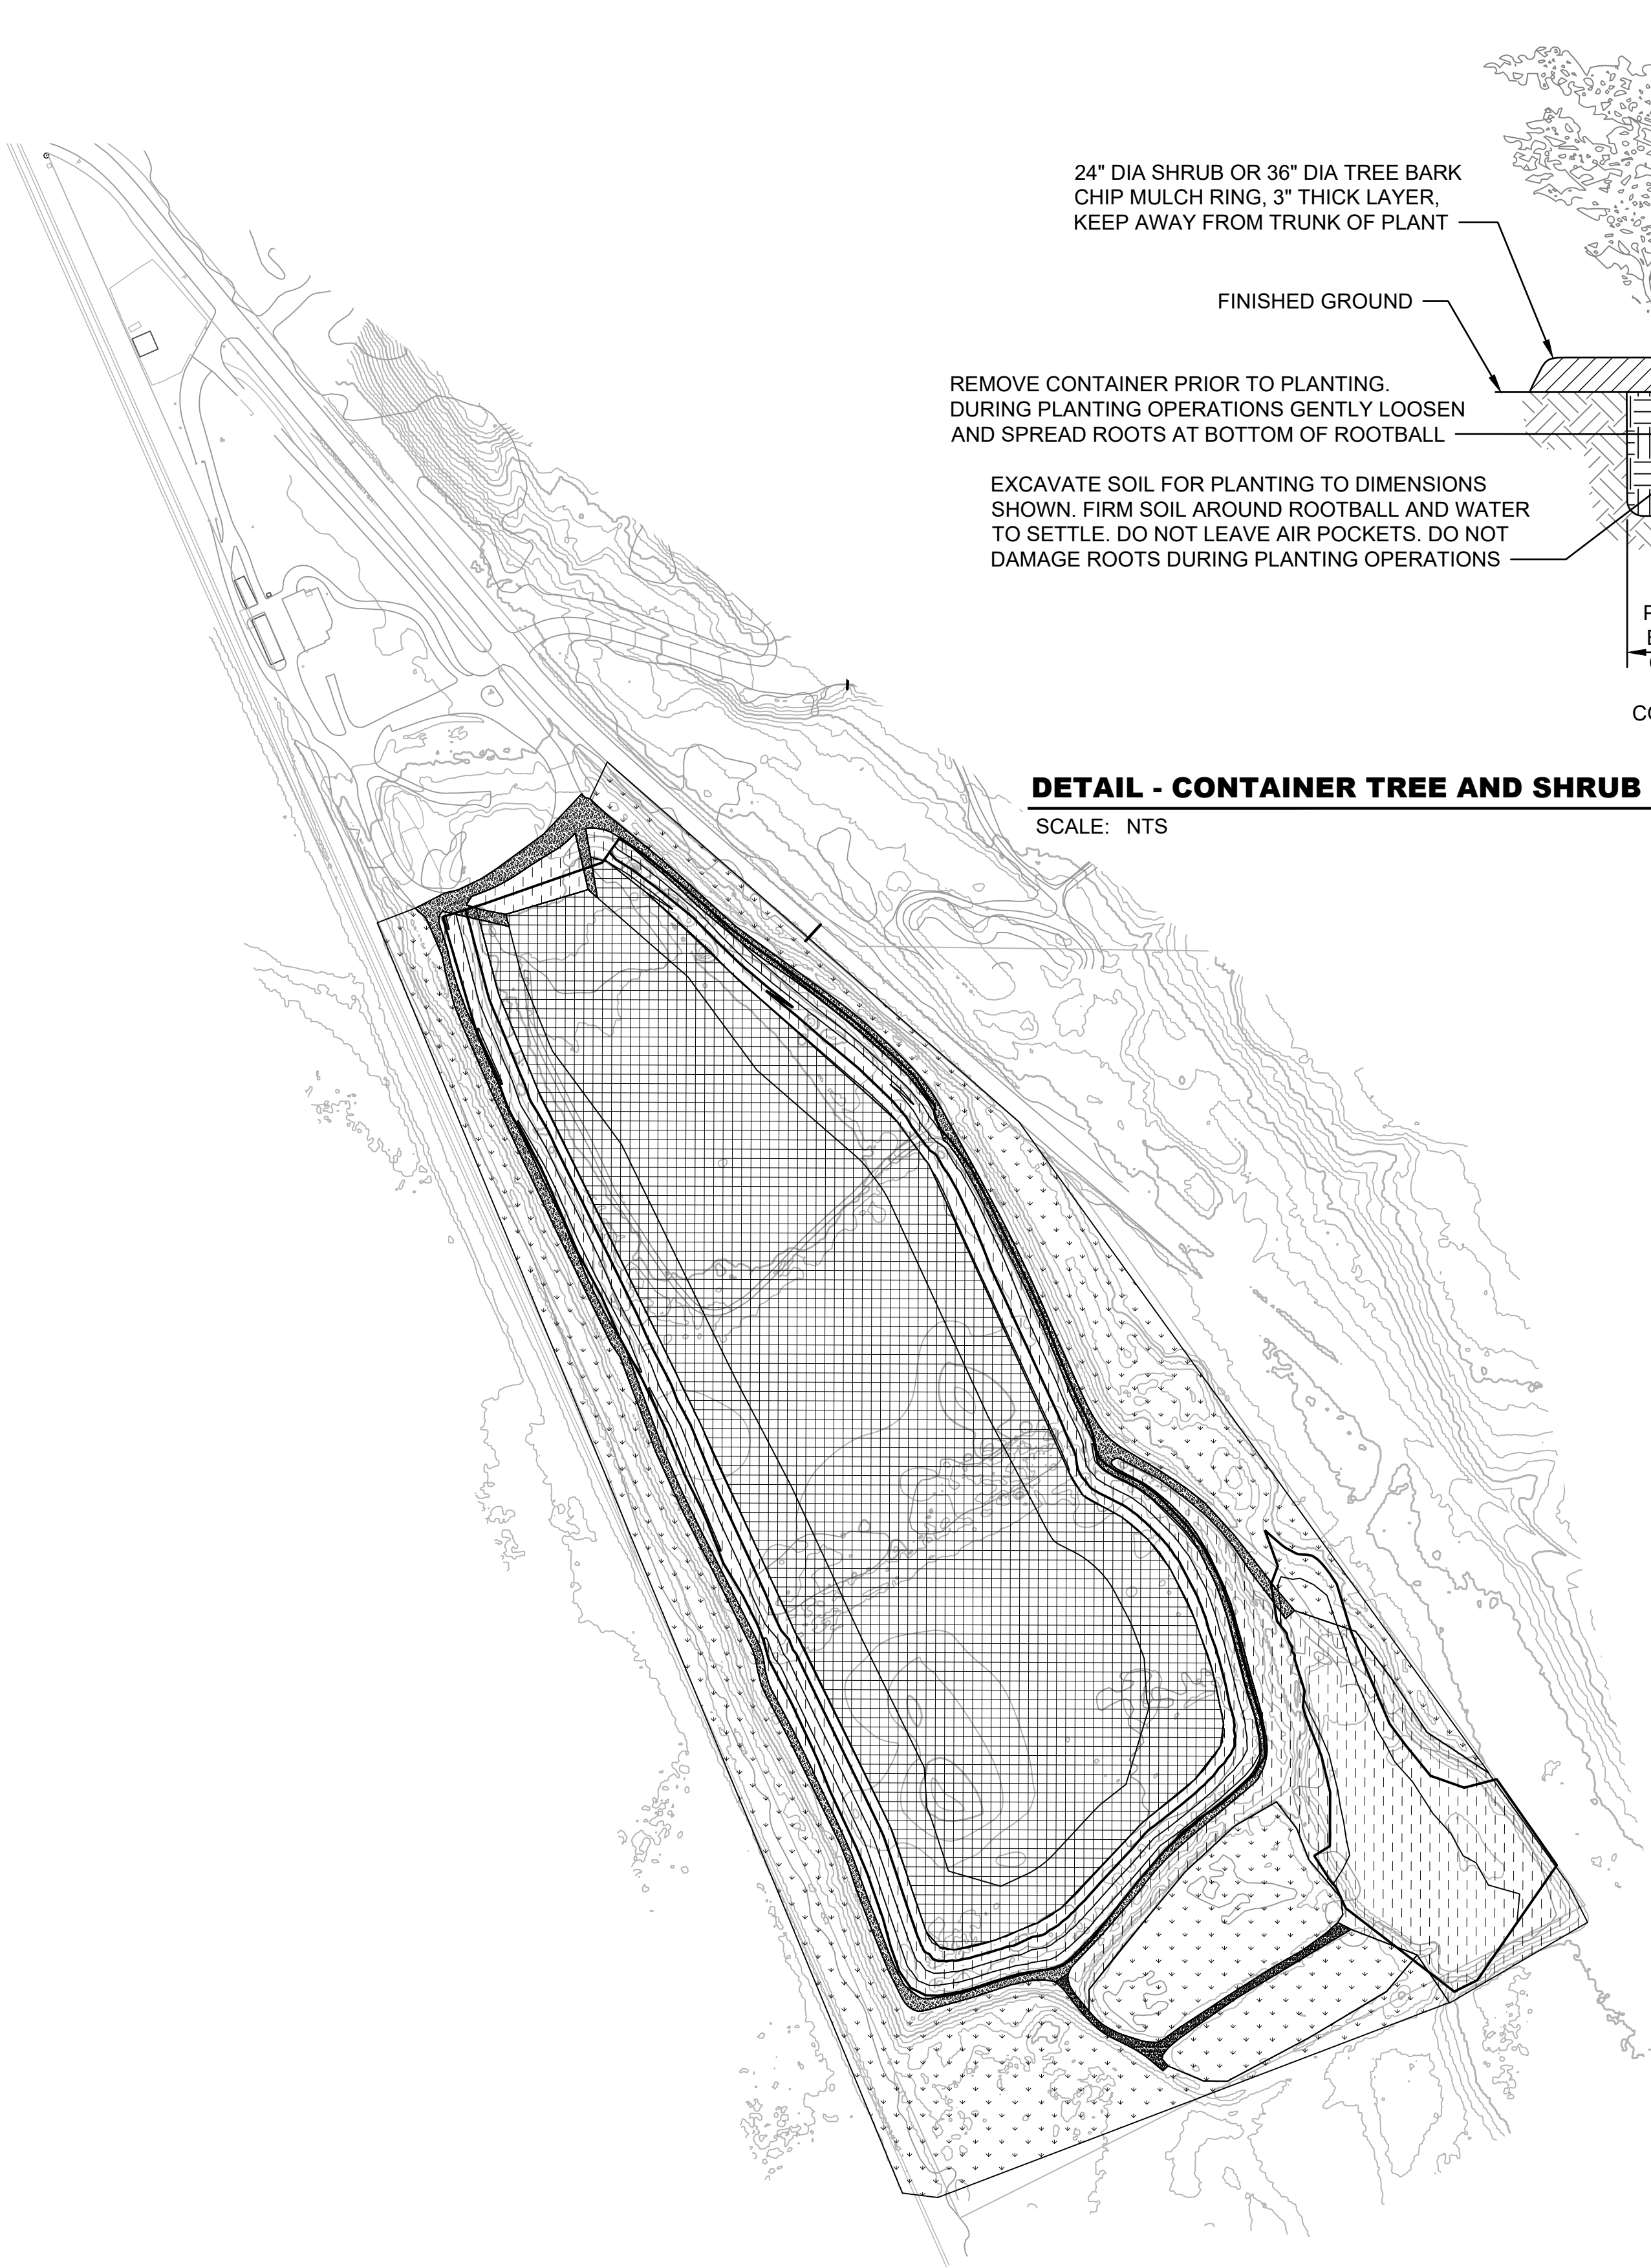 24" DIA SHRUB OR 36" DIA TREE BARK
CHIP MULCH RING, 3" THICK LAYER,
KEEP AWAY FROM TRUNK OF PLANT
FINISHED GROUND
REMOVE CONTAINER PRIOR TO PLANTING.
DURING PLANTING OPERATIONS GENTLY LOOSEN
AND SPREAD ROOTS AT BOTTOM OF ROOTBALL
EXCAVATE SOIL FOR PLANTING TO DIMENSIONS
SHOWN. FIRM SOIL AROUND ROOTBALL AND WATER
TO SETTLE. DO NOT LEAVE AIR POCKETS. DO NOT
DAMAGE ROOTS DURING PLANTING OPERATIONS
DETAIL - CONTAINER TREE AND SHRUB
SCALE: NTS